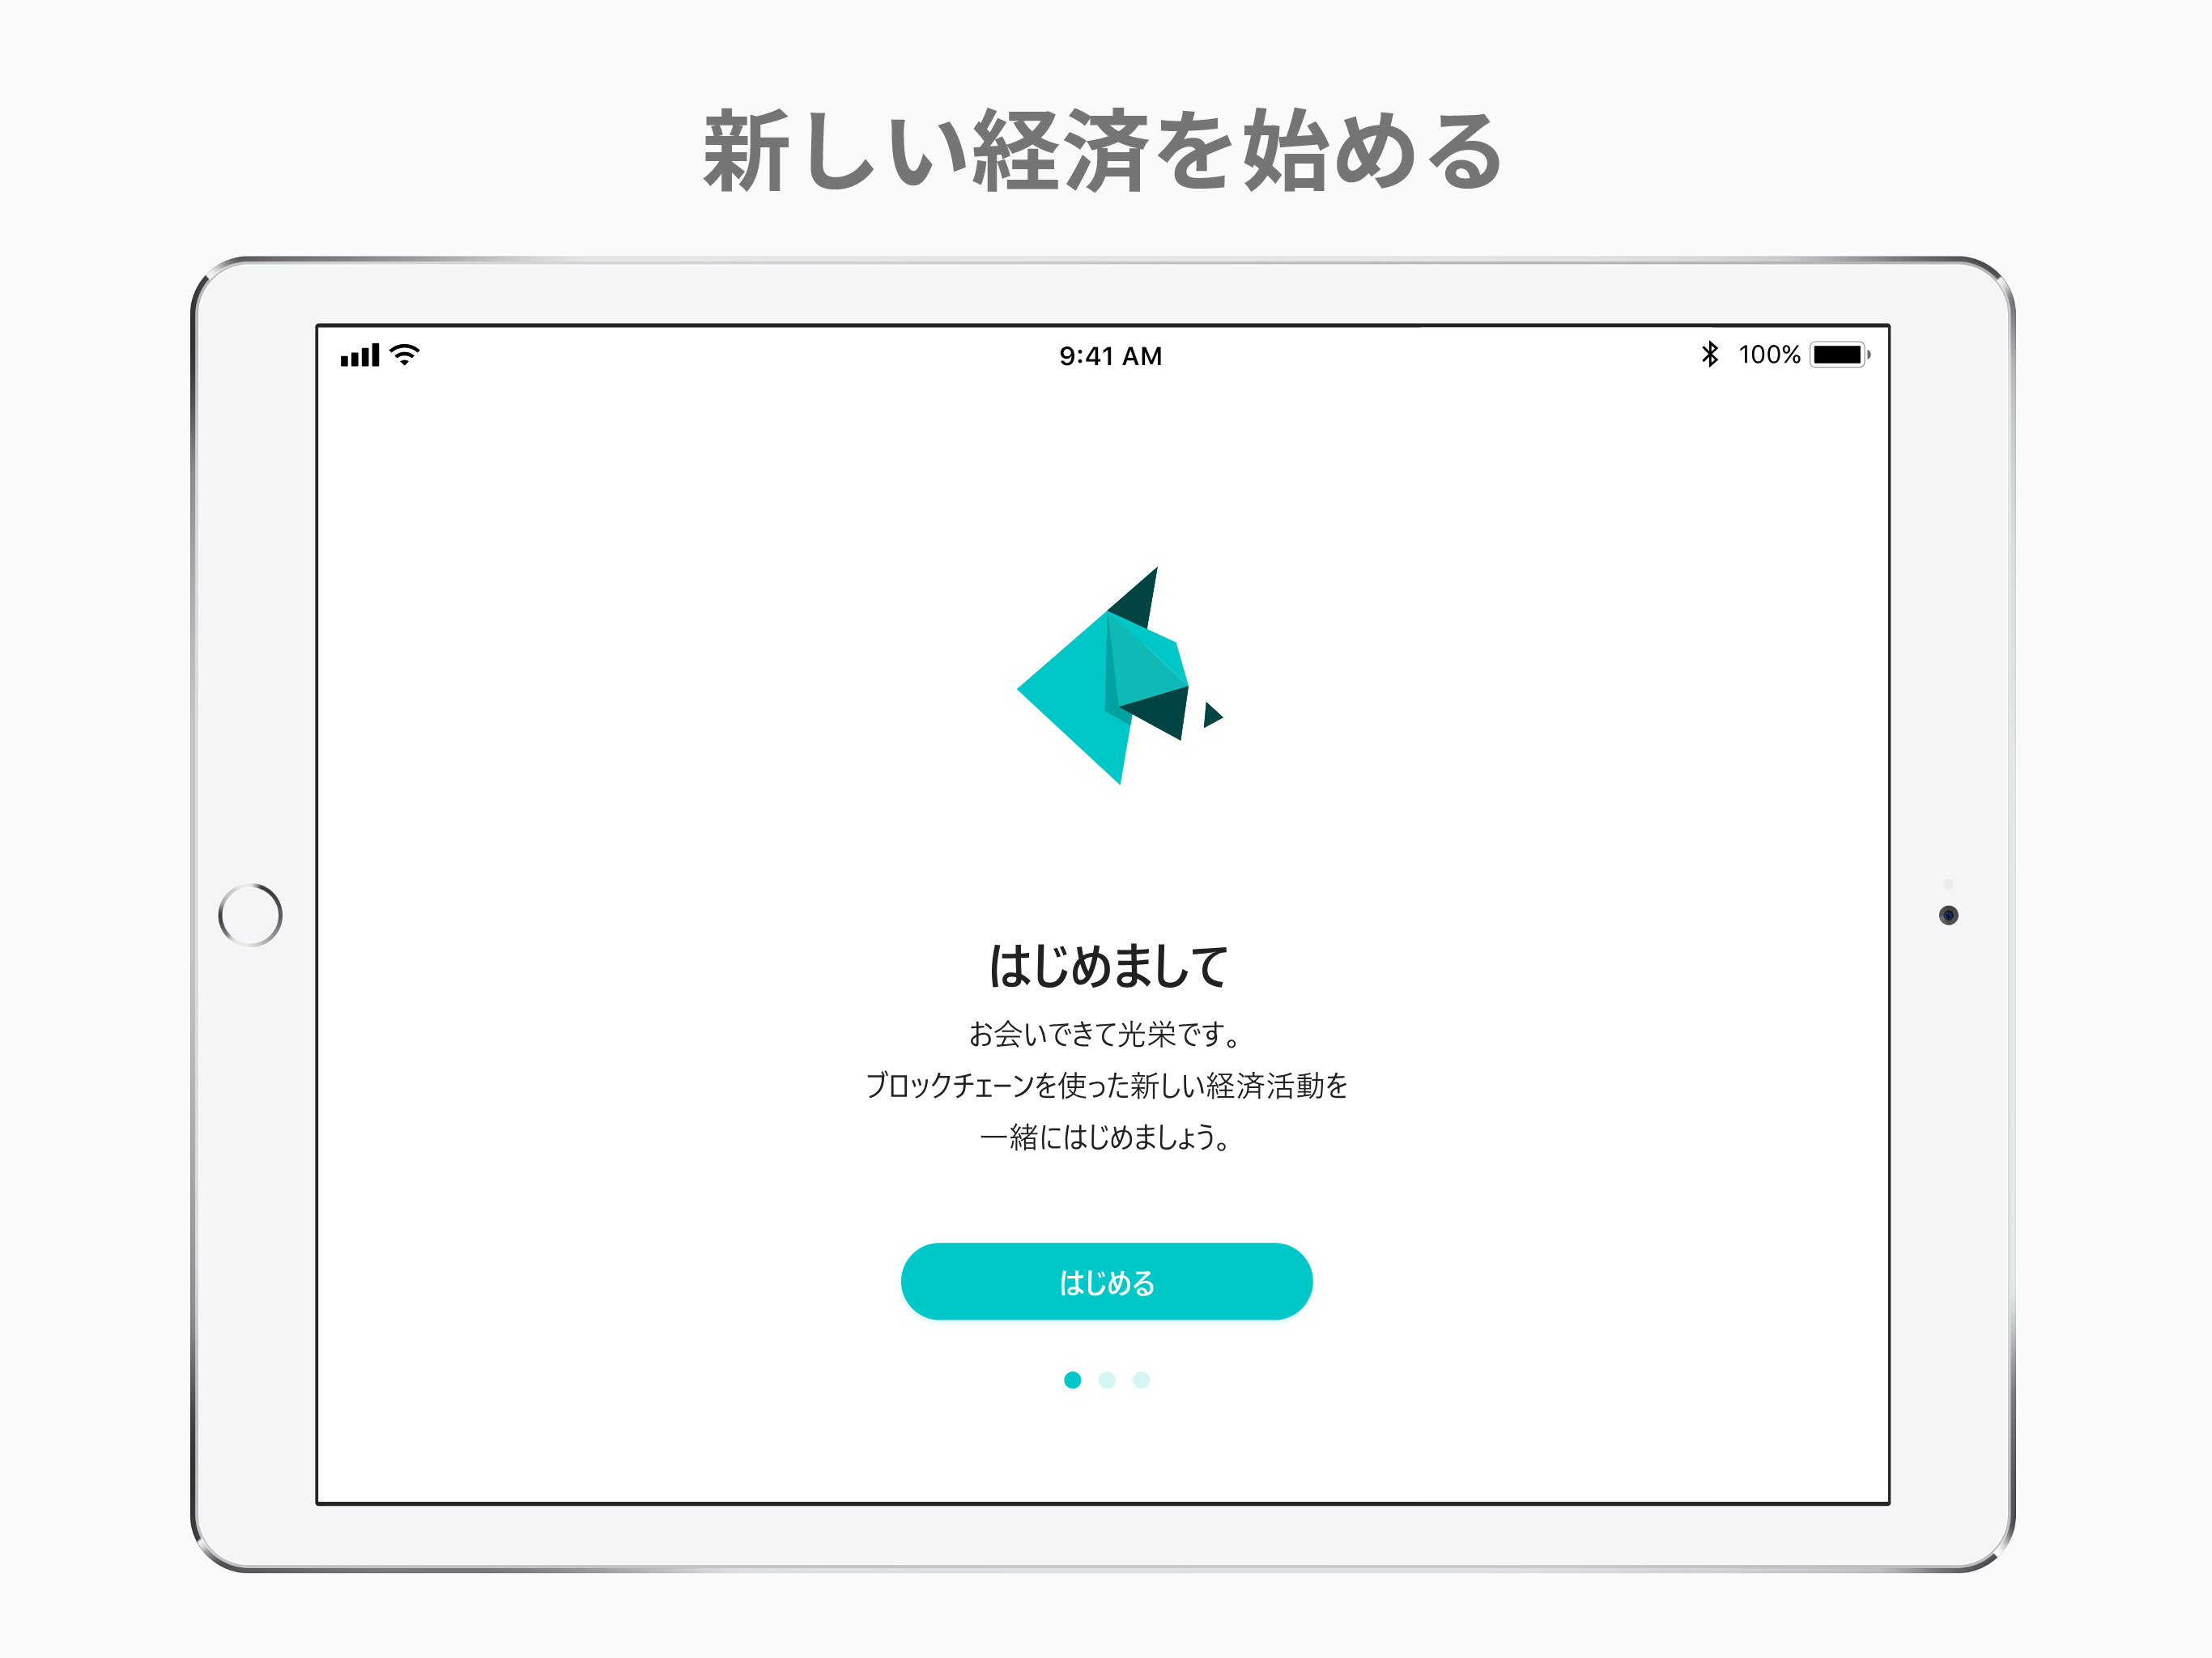 新しい経済を始める
9:41 AM
100%
はじめまして
お会いできて光栄です。
ブロックチェーンを使った新しい経済活動を
一緒にはじめましょう。
はじめる